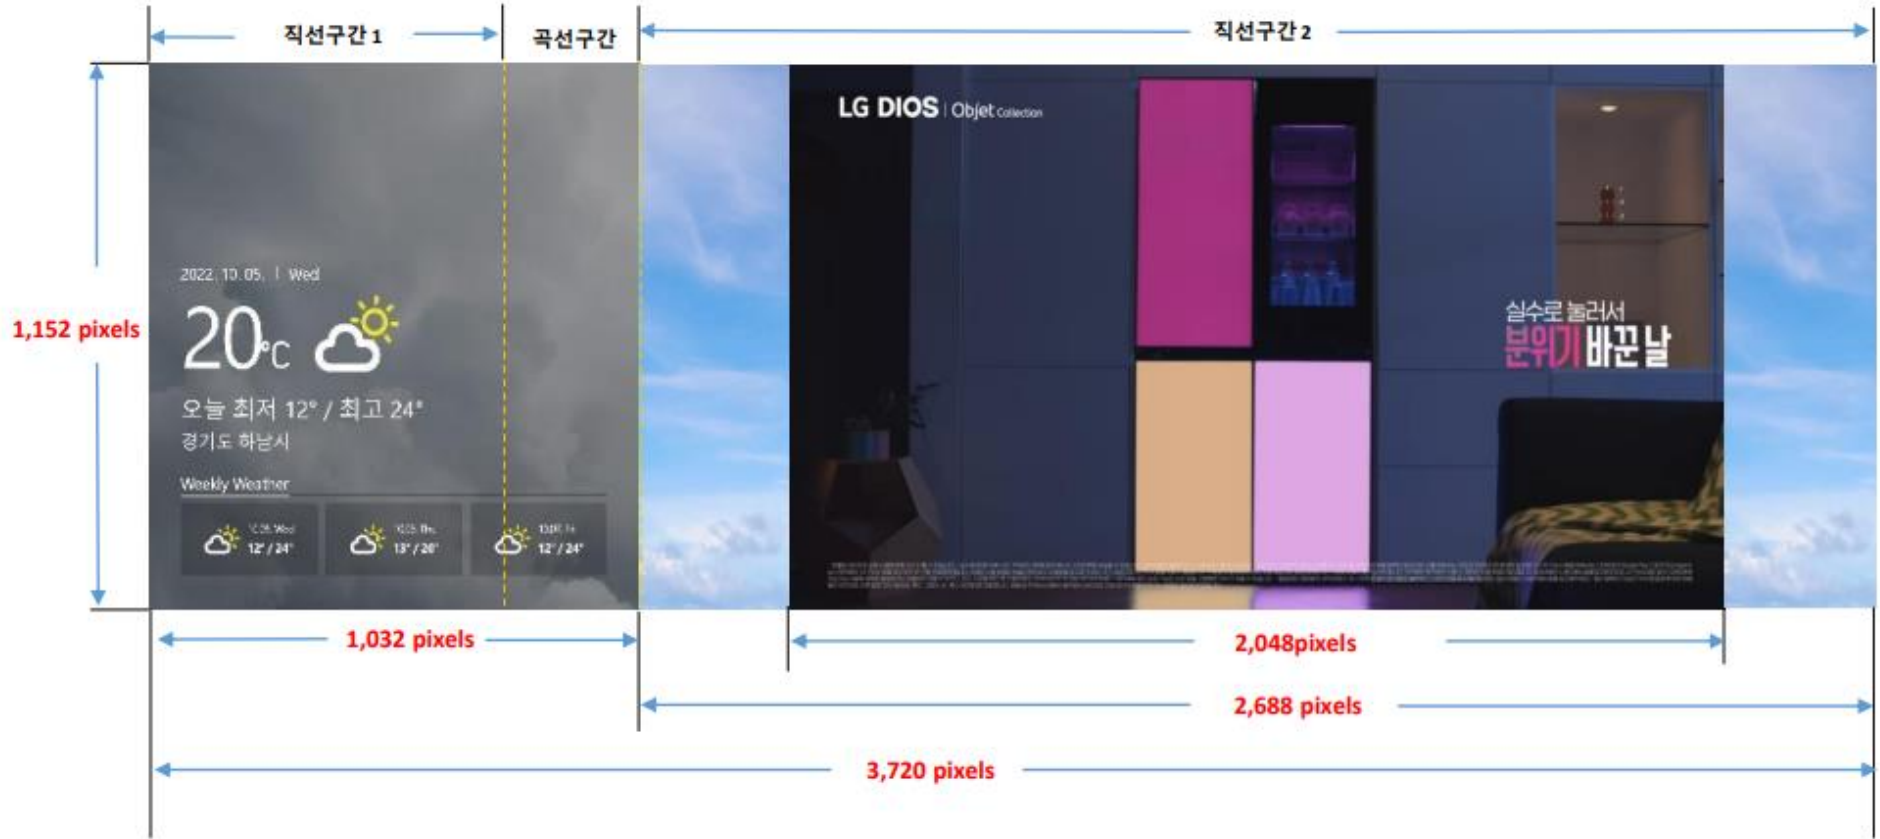 직선구간 1
곡선구간
직선구간 2
LG DIOS | Objet Collection
2022. 10. 05. | Wed
20°C
오늘 최저 12° / 최고 24°
경기도 하남시
Weekly Weather
12° / 24°
13° / 20°
12° / 24°
실수로 눌러서
분위기 바꾼 날
1,152 pixels
1,032 pixels
2,048pixels
2,688 pixels
3,720 pixels